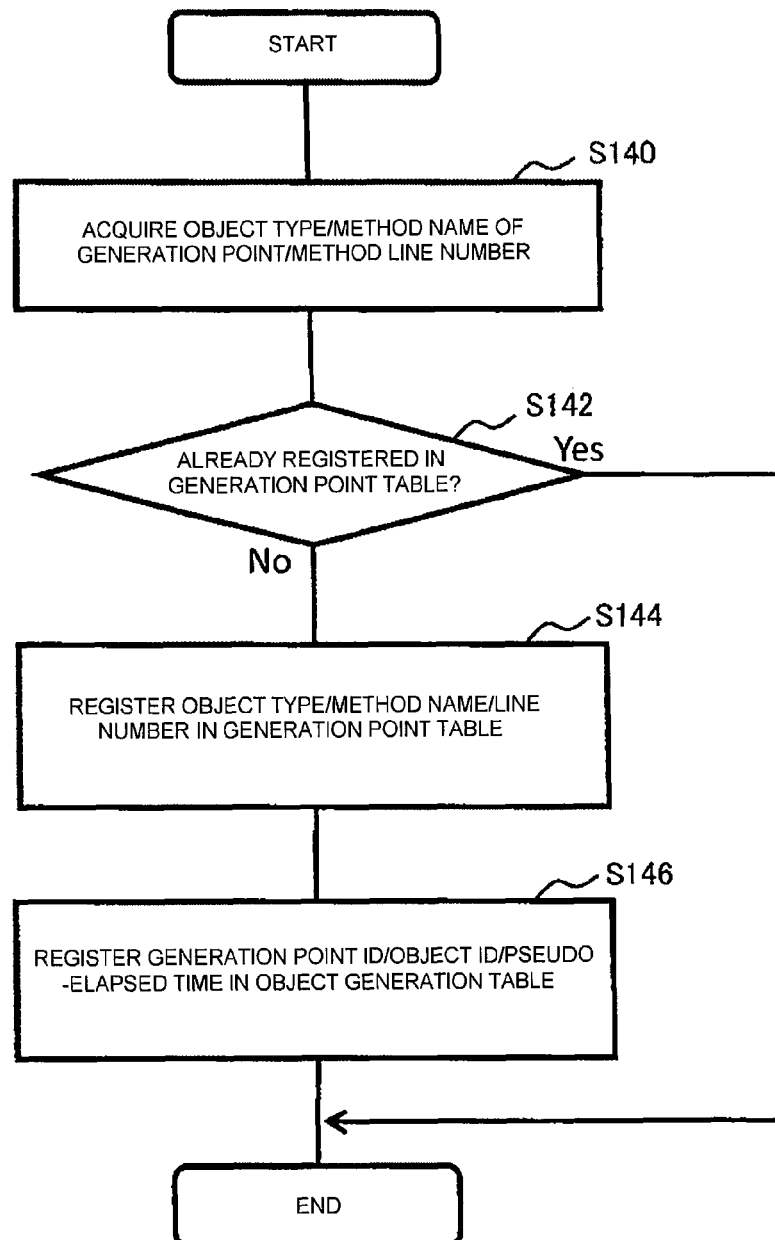 START
S140
ACQUIRE OBJECT TYPE/METHOD NAME OF
GENERATION POINT/METHOD LINE NUMBER
S142
ALREADY REGISTERED IN
GENERATION POINT TABLE?
Yes
No
S144
REGISTER OBJECT TYPE/METHOD NAME/LINE
NUMBER IN GENERATION POINT TABLE
S146
REGISTER GENERATION POINT ID/OBJECT ID/PSEUDO
-ELAPSED TIME IN OBJECT GENERATION TABLE
END